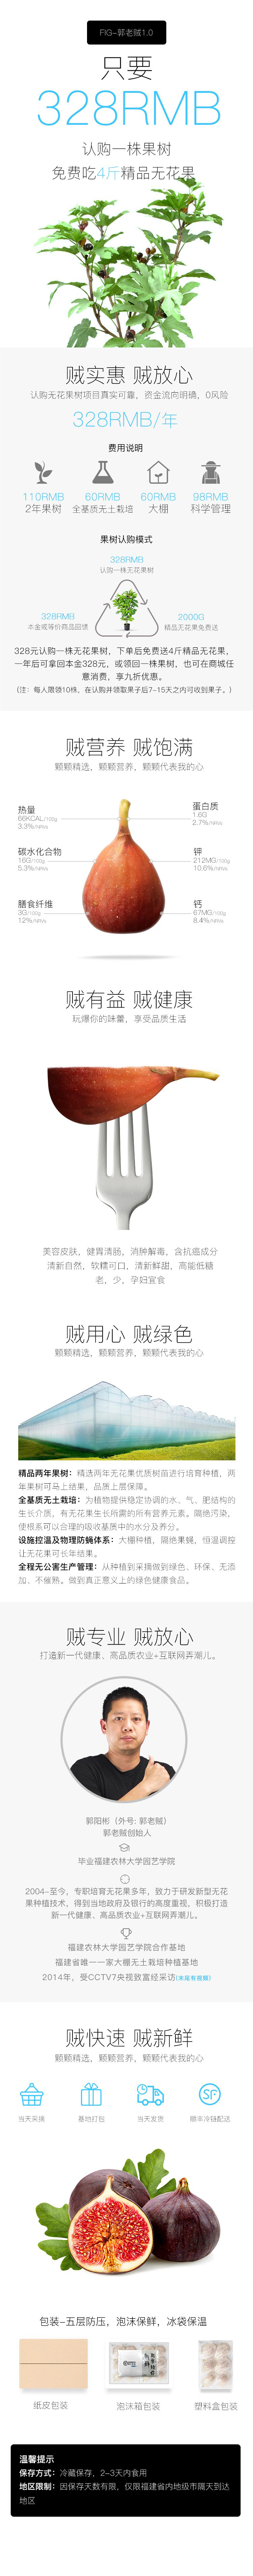 FIG-郭老贼1.0
只要
328RMB
认购一株果树
免费吃4斤精品无花果
贼实惠 贼放心
认购无花果树项目真实可靠，资金流向明确，0风险
328RMB/年
费用说明
110RMB 60RMB 60RMB 98RMB
2年果树 全基质无土栽培 大棚 科学管理
果树认购模式
328RMB
认购一株无花果树
328RMB 2000G
本金或等价商品回馈 精品无花果免费送
328元认购一株无花果树，下单后免费送4斤精品无花果，
一年后可拿回本金328元，或领回一株果树，也可在商城任
意消费，享九折优惠。
(注：每人限领10株，在认购并领取果子后7-15天之内可收到果子。)
贼营养 贼饱满
颗颗精选，颗颗营养，颗颗代表我的心
热量 蛋白质
66KCAL/100g 1.6G
3.3%/NRVs 2.7%/NRVs
碳水化合物 钾
16G/100g 212MG/100g
5.3%/NRVs 10.6%/NRVs
膳食纤维 钙
3G/100g 67MG/100g
12%/NRVs 8.4%/NRVs
贼有益 贼健康
玩爆你的味蕾，享受品质生活
美容皮肤，健胃清肠，消肿解毒，含抗癌成分
清新自然，软糯可口，清新鲜甜，高能低糖
老，少，孕妇宜食
贼用心 贼绿色
颗颗精选，颗颗营养，颗颗代表我的心
精品两年果树：精选两年无花果优质树苗进行培育种植，两
年果树可马上结果，品质上层保障。
全基质无土栽培：为植物提供稳定协调的水、气、肥结构的
生长介质，有无花果生长所需的所有营养元素。隔绝污染，
使根系可以合理的吸收基质中的水分及养分。
设施控温及物理防蝇体系：大棚种植，隔绝果蝇，恒温调控
让无花果可长年结果。
全程无公害生产管理：从种植到采摘做到绿色、环保、无添
加、不催熟。做到真正意义上的绿色健康食品。
贼专业 贼放心
打造新一代健康、高品质农业+互联网弄潮儿。
郭阳彬（外号: 郭老贼）
郭老贼创始人
毕业福建农林大学园艺学院
2004-至今，专职培育无花果多年，致力于研发新型无花
果种植技术，得到当地政府及银行的高度重视，积极打造
新一代健康、高品质农业+互联网弄潮儿。
福建农林大学园艺学院合作基地
福建省唯一一家大棚无土栽培种植基地
2014年，受CCTV7央视致富经采访(末尾有视频)
贼快速 贼新鲜
颗颗精选，颗颗营养，颗颗代表我的心
SF
当天采摘 基地打包 当天发货 顺丰冷链配送
包装-五层防压，泡沫保鲜，冰袋保温
纸皮包装 泡沫箱包装 塑料盒包装
温馨提示
保存方式：冷藏保存，2-3天内食用
地区限制：因保存天数有限，仅限福建省内地级市隔天到达
地区